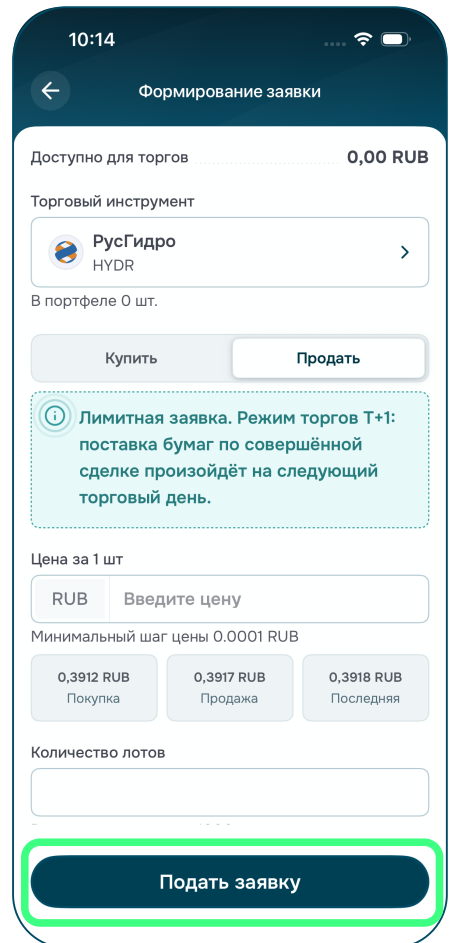 10:14
Формирование заявки
Доступно для торгов 0,00 RUB
Торговый инструмент
РусГидро
HYDR
В портфеле 0 шт.
Купить Продать
Лимитная заявка. Режим торгов Т+1:
поставка бумаг по совершённой
сделке произойдёт на следующий
торговый день.
Цена за 1 шт
RUB Введите цену
Минимальный шаг цены 0.0001 RUB
0,3912 RUB 0,3917 RUB 0,3918 RUB
Покупка Продажа Последняя
Количество лотов
Подать заявку